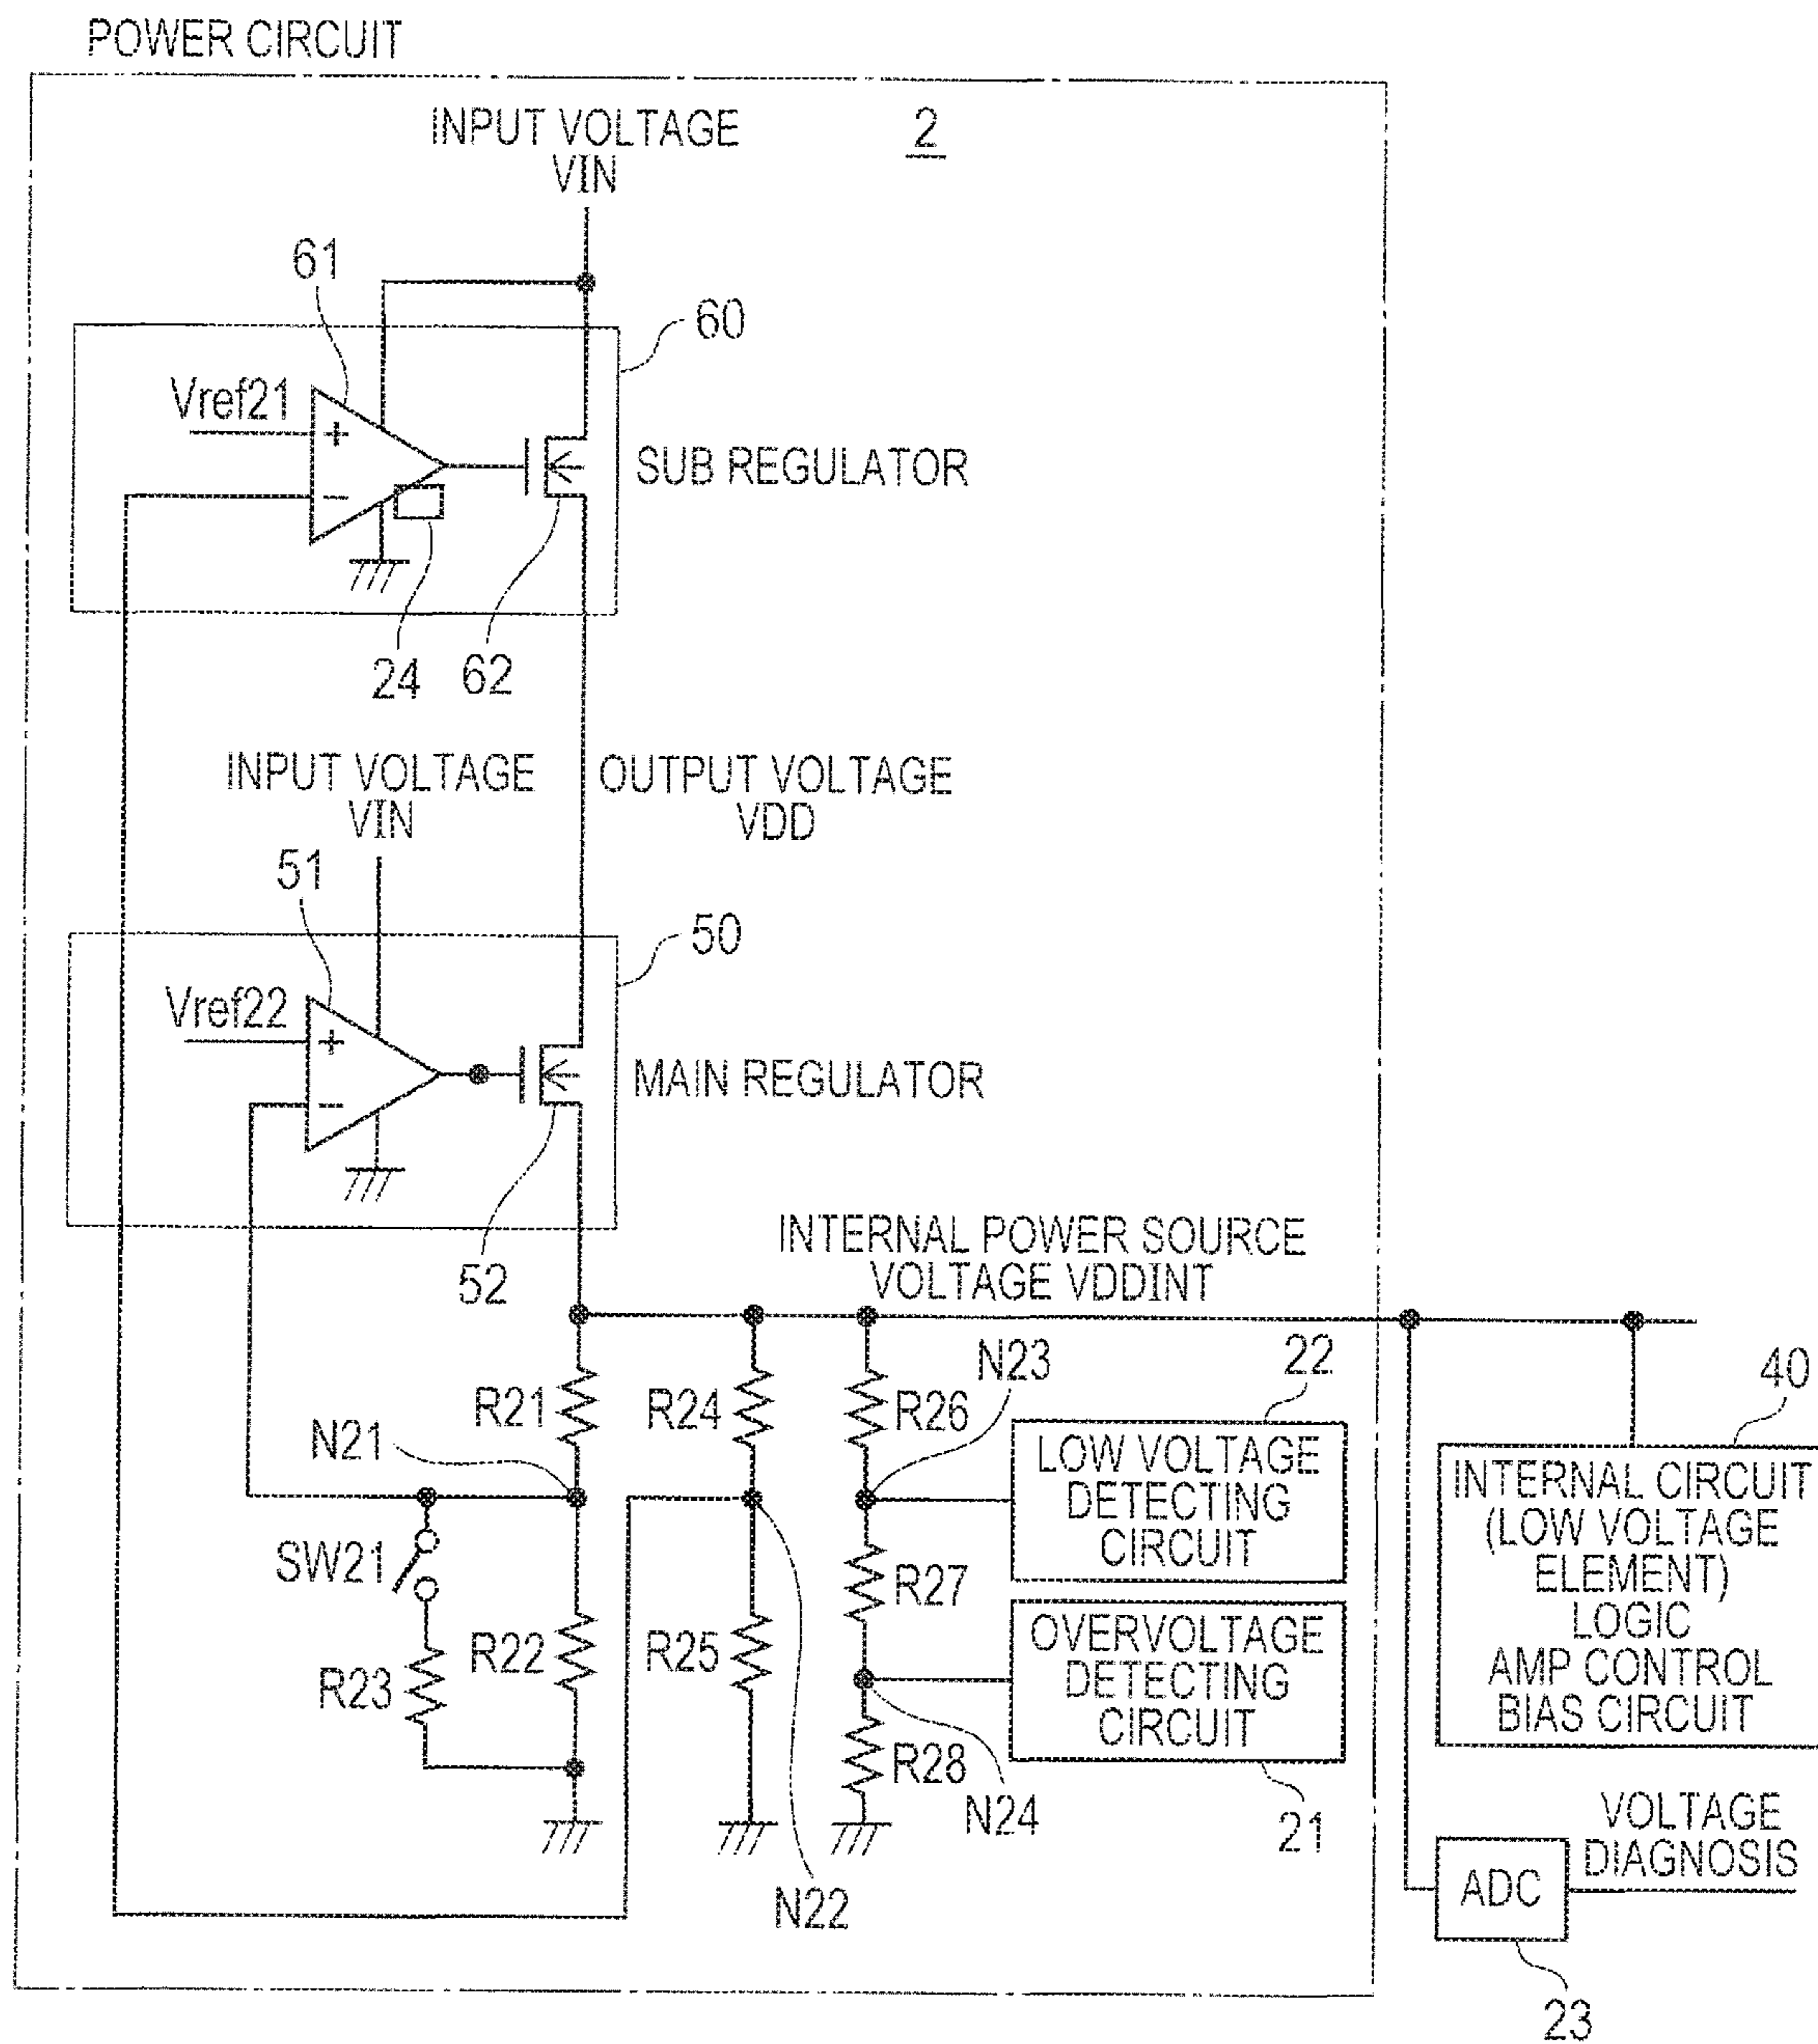 POWER CIRCUIT
INPUT VOLTAGE
VIN
2
61
60
Vref21
+
−
SUB REGULATOR
24
62
INPUT VOLTAGE
VIN
OUTPUT VOLTAGE
VDD
51
50
Vref22
+
−
MAIN REGULATOR
52
INTERNAL POWER SOURCE
VOLTAGE VDDINT
N23
22
40
R21
R24
R26
N21
LOW VOLTAGE
DETECTING
CIRCUIT
INTERNAL CIRCUIT
(LOW VOLTAGE
ELEMENT)
LOGIC
AMP CONTROL
BIAS CIRCUIT
SW21
R27
R23
R22
R25
OVERVOLTAGE
DETECTING
CIRCUIT
R28
N24
21
N22
VOLTAGE
DIAGNOSIS
ADC
23